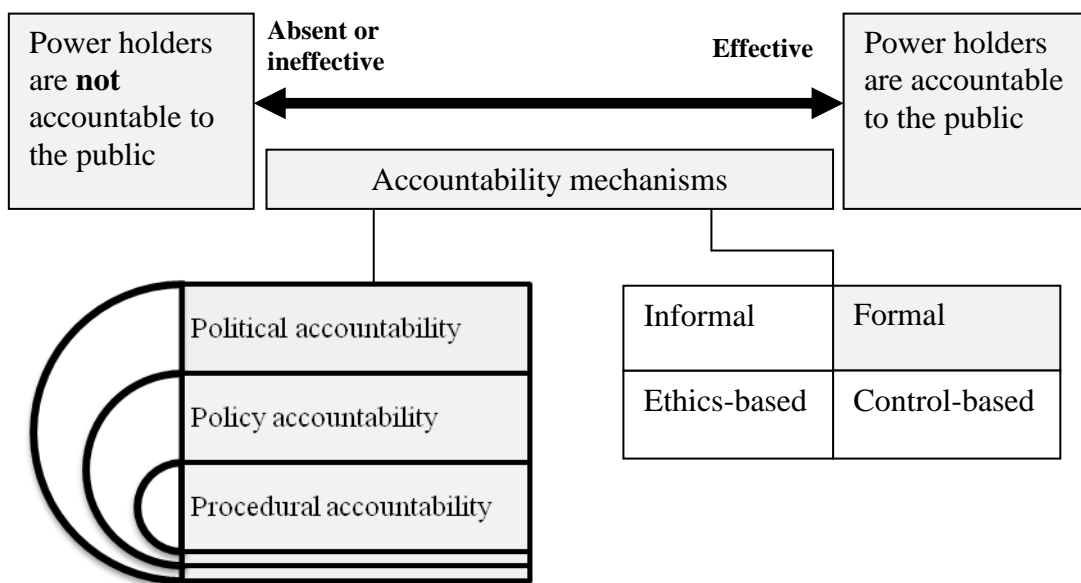 Power holders
are not
accountable to
the public
Absent or
ineffective
Effective
Power holders
are accountable
to the public
Accountability mechanisms
Political accountability
Policy accountability
Procedural accountability
Informal
Formal
Ethics-based
Control-based